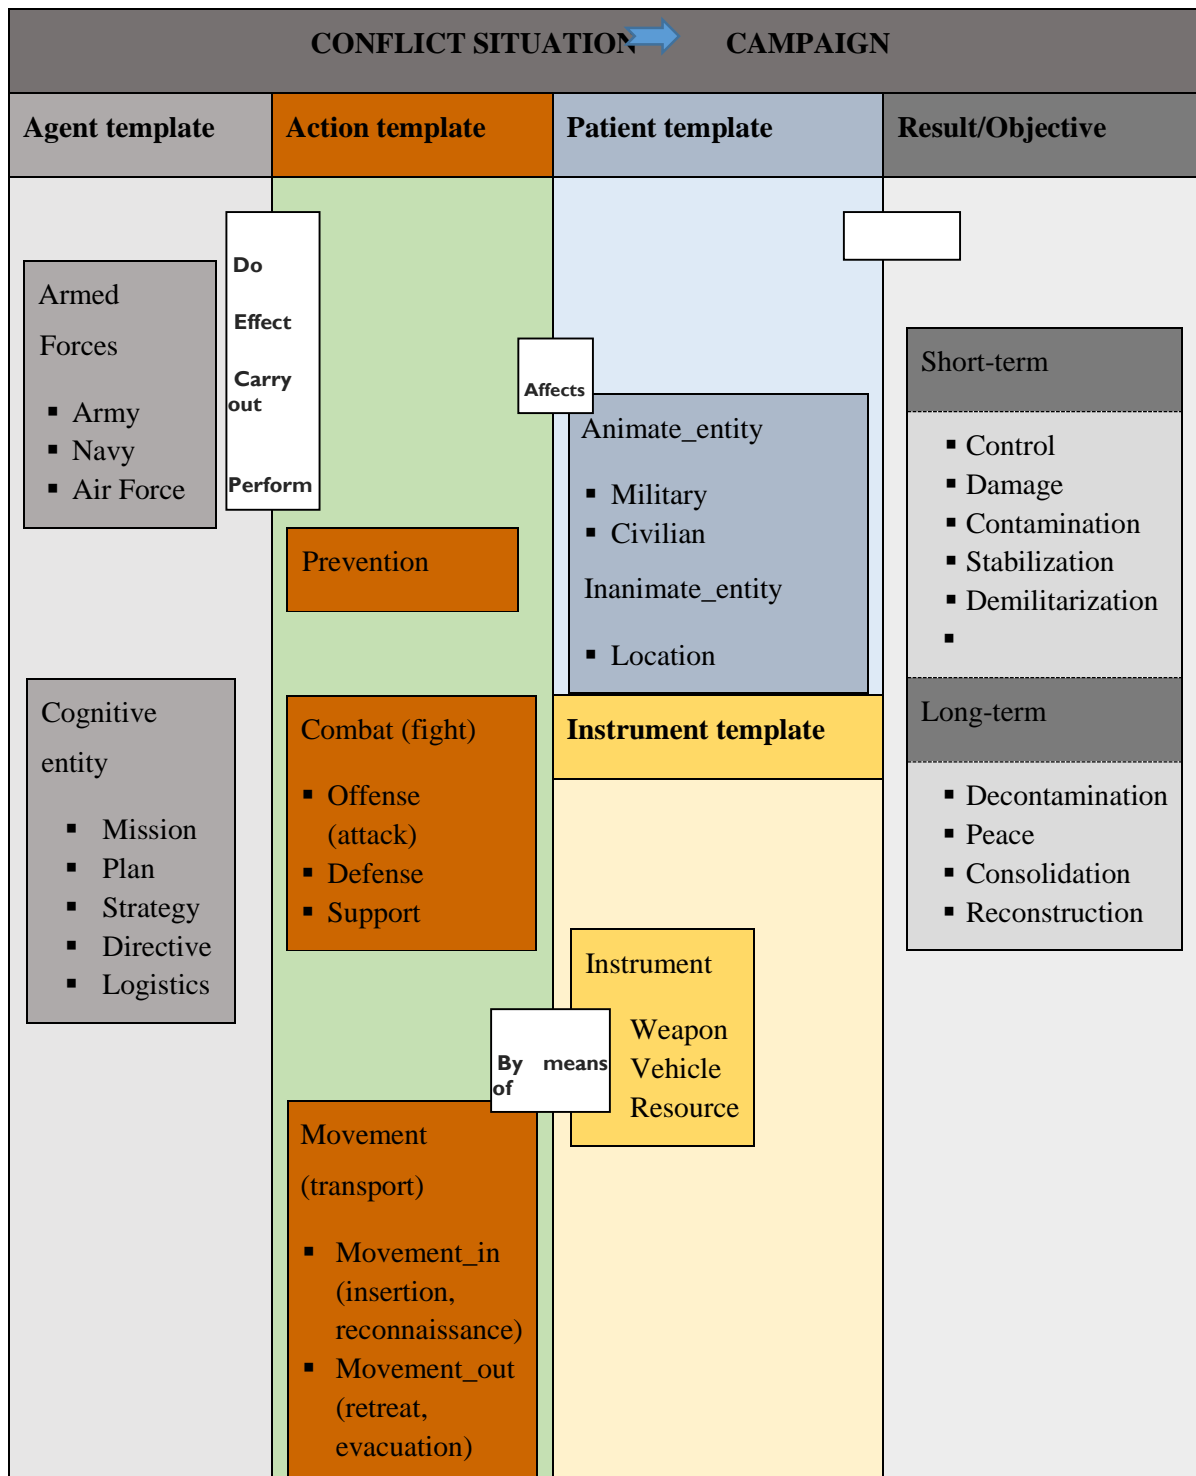 CONFLICT SITUATION CAMPAIGN
Agent template
Action template
Patient template
Result/Objective
Armed
Forces
▪ Army
▪ Navy
▪ Air Force
Cognitive
entity
▪ Mission
▪ Plan
▪ Strategy
▪ Directive
▪ Logistics
Do
Effect
Carry
out
Perform
Prevention
Combat (fight)
▪ Offense
(attack)
▪ Defense
▪ Support
Movement
(transport)
▪ Movement_in
(insertion,
reconnaissance)
▪ Movement_out
(retreat,
evacuation)
Affects
Animate_entity
▪ Military
▪ Civilian
Inanimate_entity
▪ Location
Instrument template
By means
of
Instrument
Weapon
Vehicle
Resource
Short-term
▪ Control
▪ Damage
▪ Contamination
▪ Stabilization
▪ Demilitarization
▪
Long-term
▪ Decontamination
▪ Peace
▪ Consolidation
▪ Reconstruction